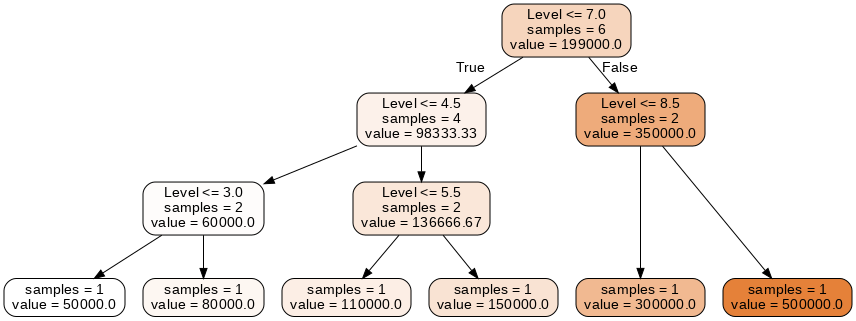 Level <= 7.0
samples = 6
value = 199000.0
True
False
Level <= 4.5
samples = 4
value = 98333.33
Level <= 8.5
samples = 2
value = 350000.0
Level <= 3.0
samples = 2
value = 60000.0
Level <= 5.5
samples = 2
value = 136666.67
samples = 1
value = 50000.0
samples = 1
value = 80000.0
samples = 1
value = 110000.0
samples = 1
value = 150000.0
samples = 1
value = 300000.0
samples = 1
value = 500000.0